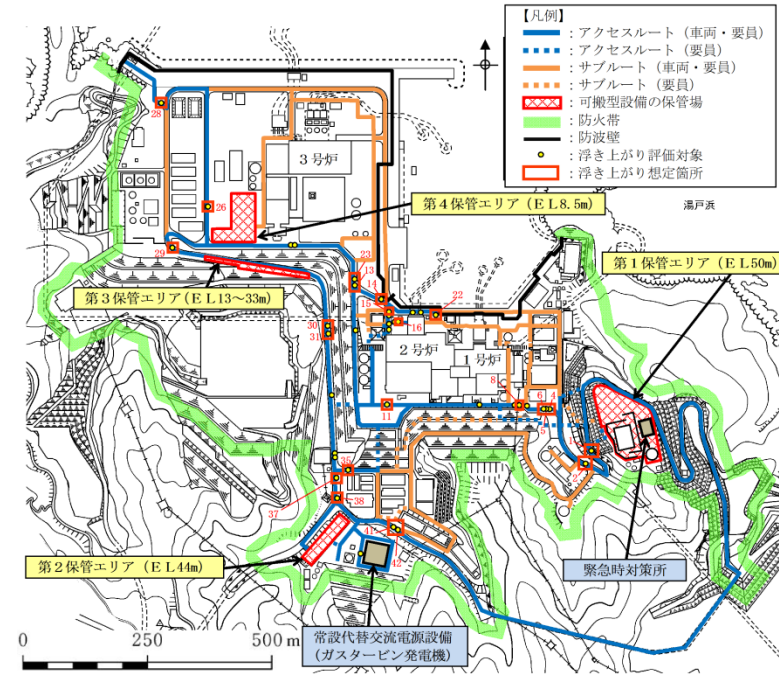 【凡例】
：アクセスルート（車両・要員）
：アクセスルート（要員）
：サブルート（車両・要員）
：サブルート（要員）
：可搬型設備の保管場
：防火帯
：防波壁
：浮き上がり評価対象
：浮き上がり想定箇所
湯戸浜
28
3号炉
26
第4保管エリア（EL8.5m）
29
23
第1保管エリア（EL50m）
13
14
第3保管エリア（EL13～33m）
15
22
30
31
16
2号炉
1号炉
8
6 4
11
5
35
37
38
41
42
第2保管エリア（EL44m）
緊急時対策所
0 250 500 m
常設代替交流電源設備
（ガスタービン発電機）